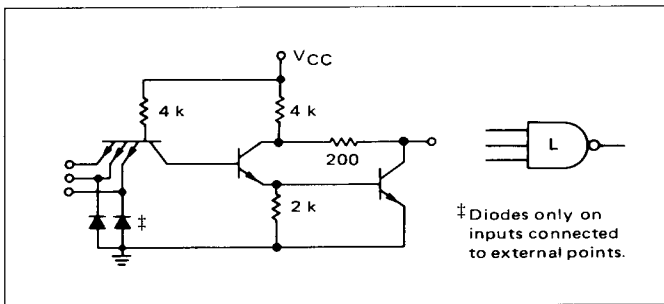 VCC
4 k
4 k
200
2 k
‡
L
‡Diodes only on
inputs connected
to external points.